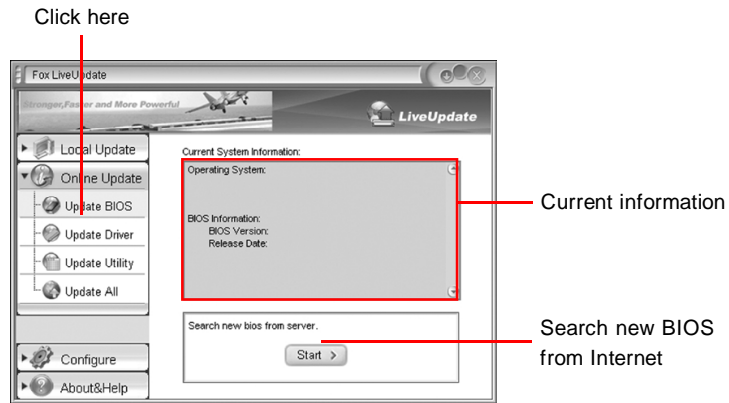 Click here
Fox LiveUpdate
Stronger,Faster and More Powerful
LiveUpdate
Local Update
Online Update
Update BIOS
Update Driver
Update Utility
Update All
Configure
About&Help
Current System Information:
Operating System:
BIOS Information:
BIOS Version:
Release Date:
Search new bios from server.
Start >
Current information
Search new BIOS
from Internet